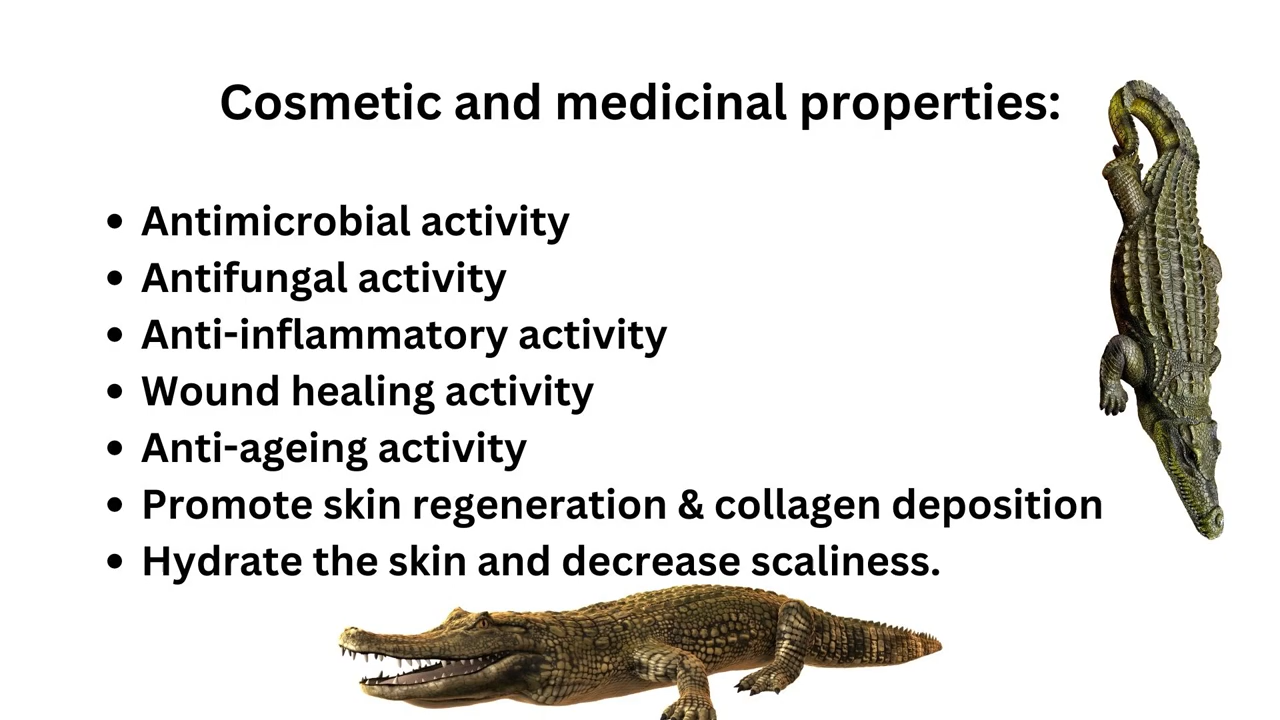 Cosmetic and medicinal properties:
• Antimicrobial activity
• Antifungal activity
• Anti-inflammatory activity
• Wound healing activity
• Anti-ageing activity
• Promote skin regeneration & collagen deposition
• Hydrate the skin and decrease scaliness.